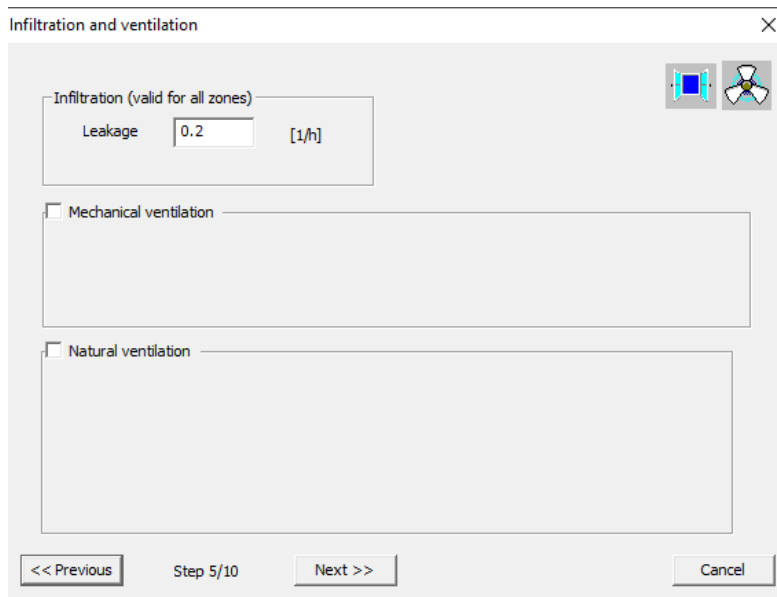 Infiltration and ventilation
Infiltration (valid for all zones)
Leakage 0.2 [1/h]
Mechanical ventilation
Natural ventilation
<< Previous Step 5/10 Next >> Cancel